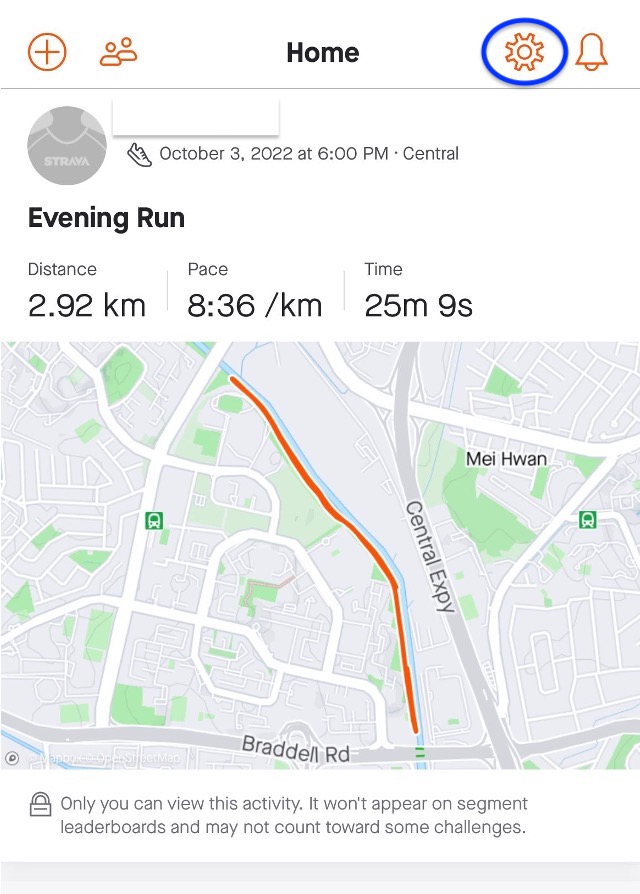 Home
STRAVA
October 3, 2022 at 6:00 PM · Central
Evening Run
Distance
Pace
Time
2.92 km
8:36 /km
25m 9s
Mei Hwan
Central Expy
Braddell Rd
Mapbox OpenStreetMap
Only you can view this activity. It won't appear on segment
leaderboards and may not count toward some challenges.